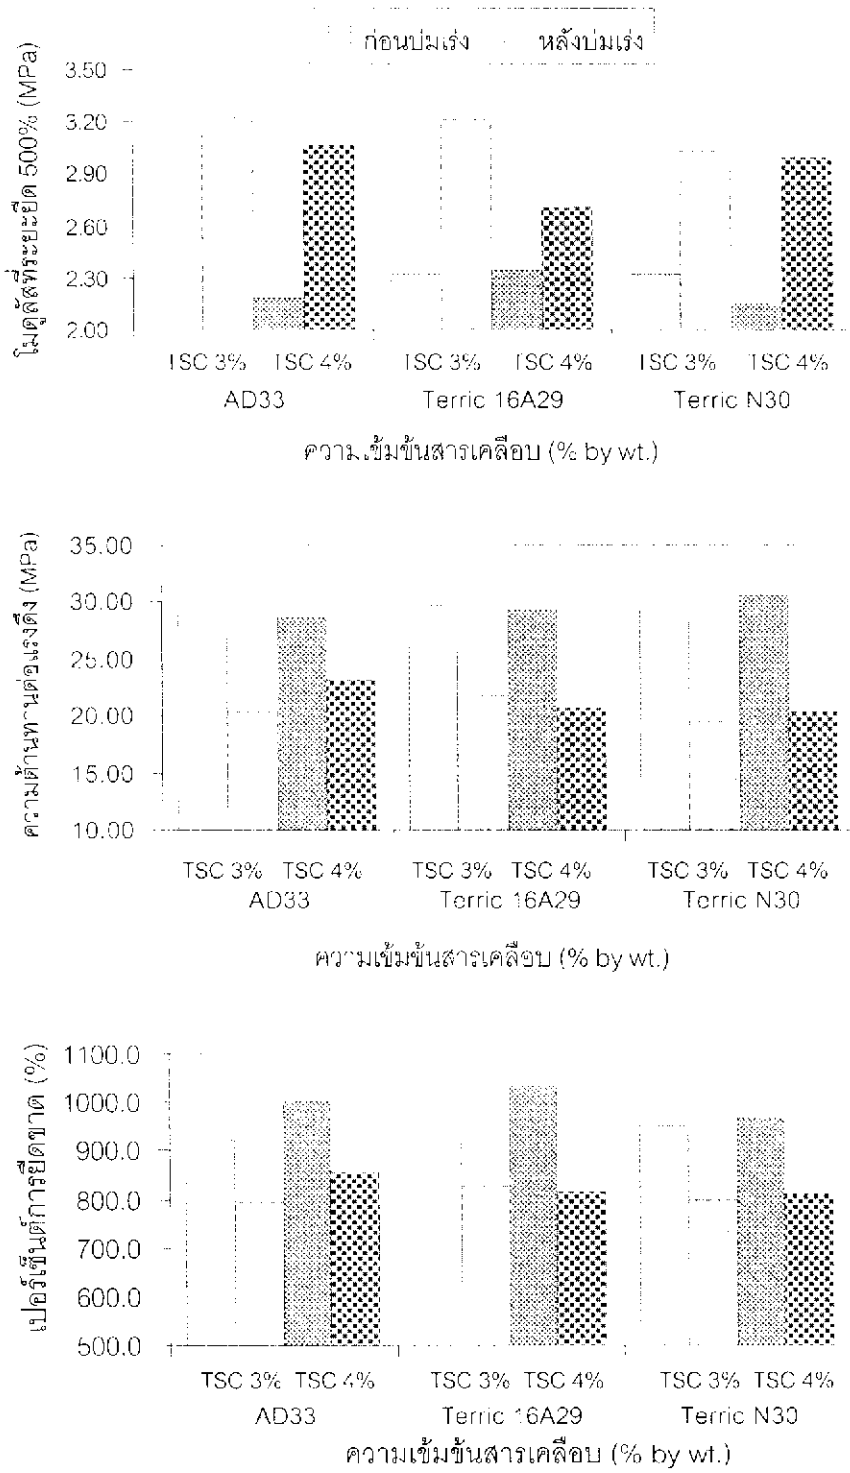 ก่อนบ่มเร่ง หลังบ่มเร่ง
โมดูลัสที่ระยะยืด 500% (MPa)
3.50
3.20
2.90
2.60
2.30
2.00
TSC 3% TSC 4% TSC 3% TSC 4% TSC 3% TSC 4%
AD33 Terric 16A29 Terric N30
ความเข้มข้นสารเคลือบ (% by wt.)
ความต้านทานต่อแรงดึง (MPa)
35.00
30.00
25.00
20.00
15.00
10.00
TSC 3% TSC 4% TSC 3% TSC 4% TSC 3% TSC 4%
AD33 Terric 16A29 Terric N30
ความเข้มข้นสารเคลือบ (% by wt.)
เปอร์เซ็นต์การยืดขาด (%)
1100.0
1000.0
900.0
800.0
700.0
600.0
500.0
TSC 3% TSC 4% TSC 3% TSC 4% TSC 3% TSC 4%
AD33 Terric 16A29 Terric N30
ความเข้มข้นสารเคลือบ (% by wt.)